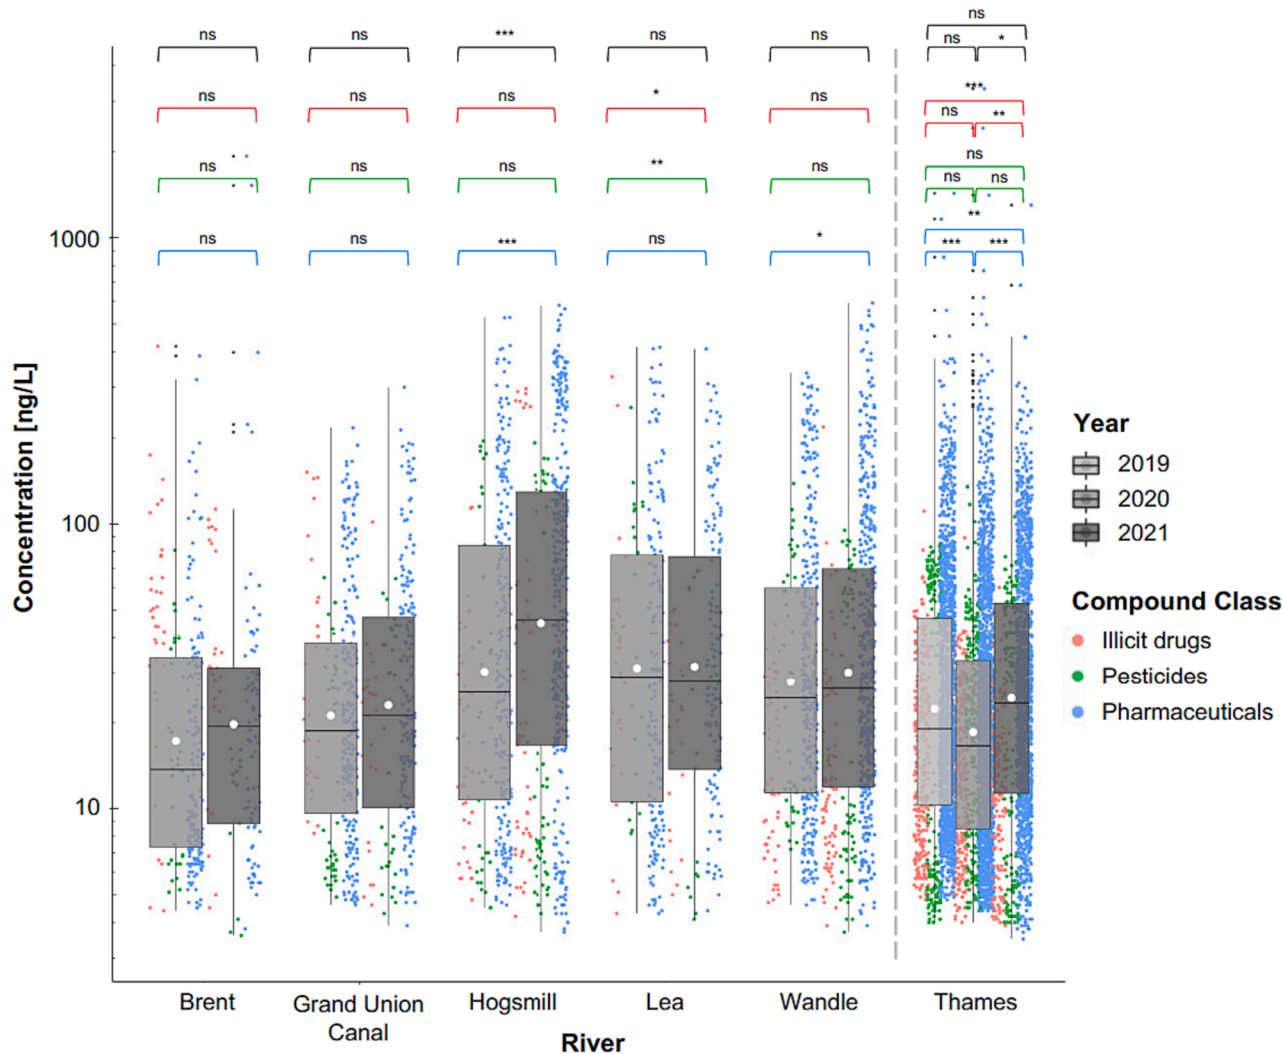 ns
ns ns *** ns ns ns *
***
ns ns ns * ns ns **
ns
ns ns ns ** ns ns ns
**
ns ns *** ns * *** ***
1000
100
10
Concentration [ng/L]
Brent Grand Union Canal Hogsmill Lea Wandle Thames
River
Year
2019
2020
2021
Compound Class
Illicit drugs
Pesticides
Pharmaceuticals